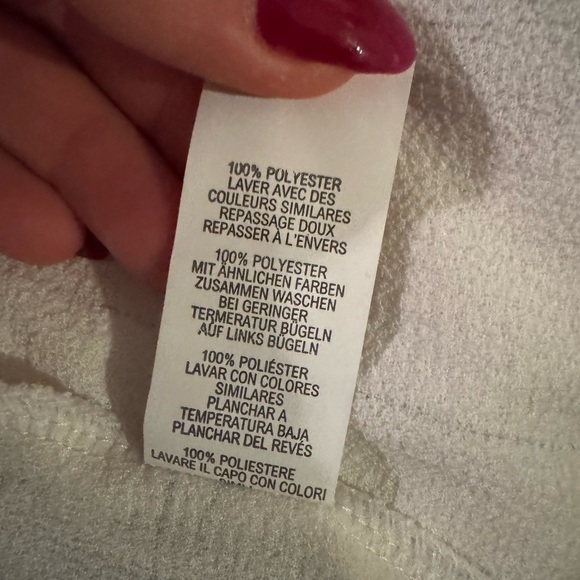 100% POLYESTER
LAVER AVEC DES
COULEURS SIMILARES
REPASSAGE DOUX
REPASSER À L'ENVERS
100% POLYESTER
MIT ÄHNLICHEN FARBEN
ZUSAMMEN WASCHEN
BEI GERINGER
TERMERATUR BÜGELN
AUF LINKS BÜGELN
100% POLIÉSTER
LAVAR CON COLORES
SIMILARES
PLANCHAR A
TEMPERATURA BAJA
PLANCHAR DEL REVÉS
100% POLIESTERE
LAVARE IL CAPO CON COLORI